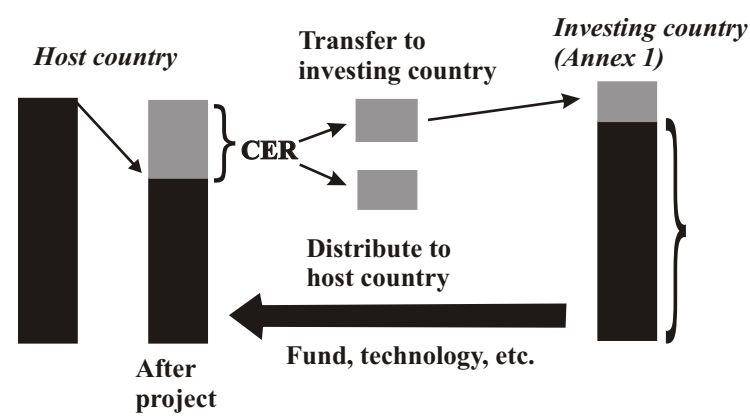 Host country
Transfer to
investing country
Investing country
(Annex 1)
CER
Distribute to
host country
Fund, technology, etc.
After
project